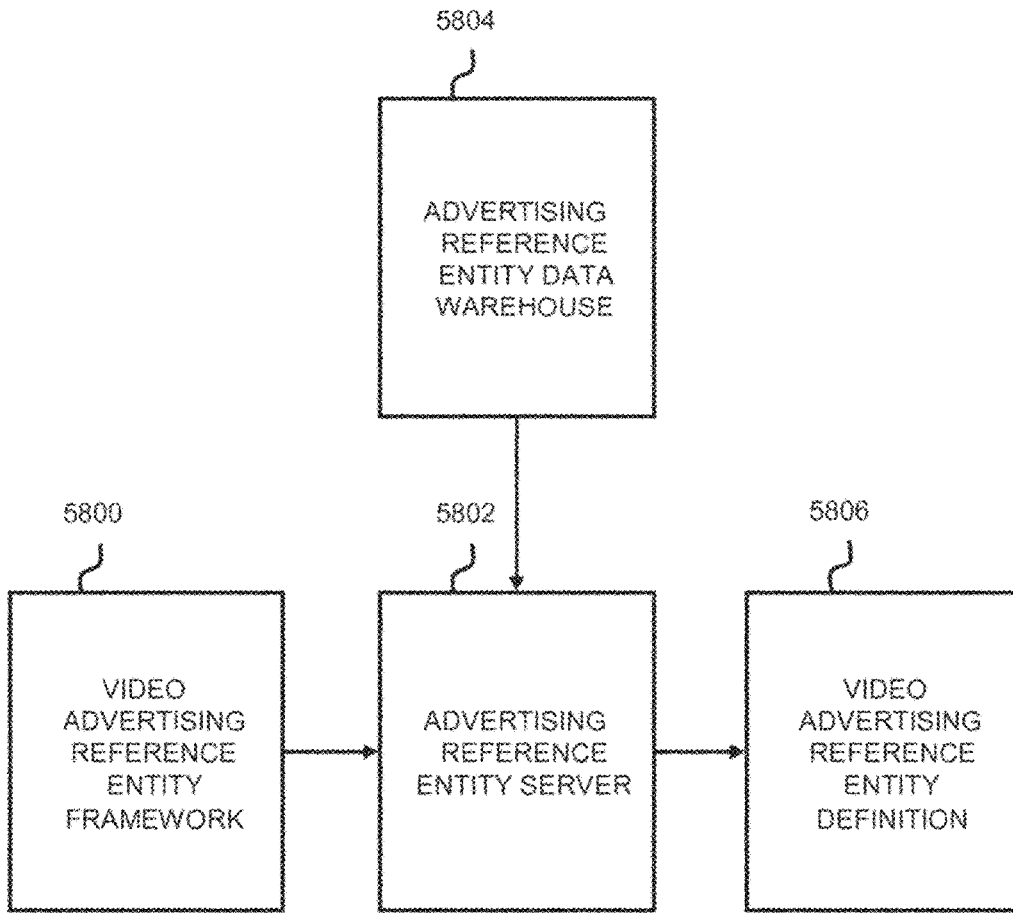 5804
ADVERTISING
REFERENCE
ENTITY DATA
WAREHOUSE
5800
VIDEO
ADVERTISING
REFERENCE
ENTITY
FRAMEWORK
5802
ADVERTISING
REFERENCE
ENTITY SERVER
5806
VIDEO
ADVERTISING
REFERENCE
ENTITY
DEFINITION